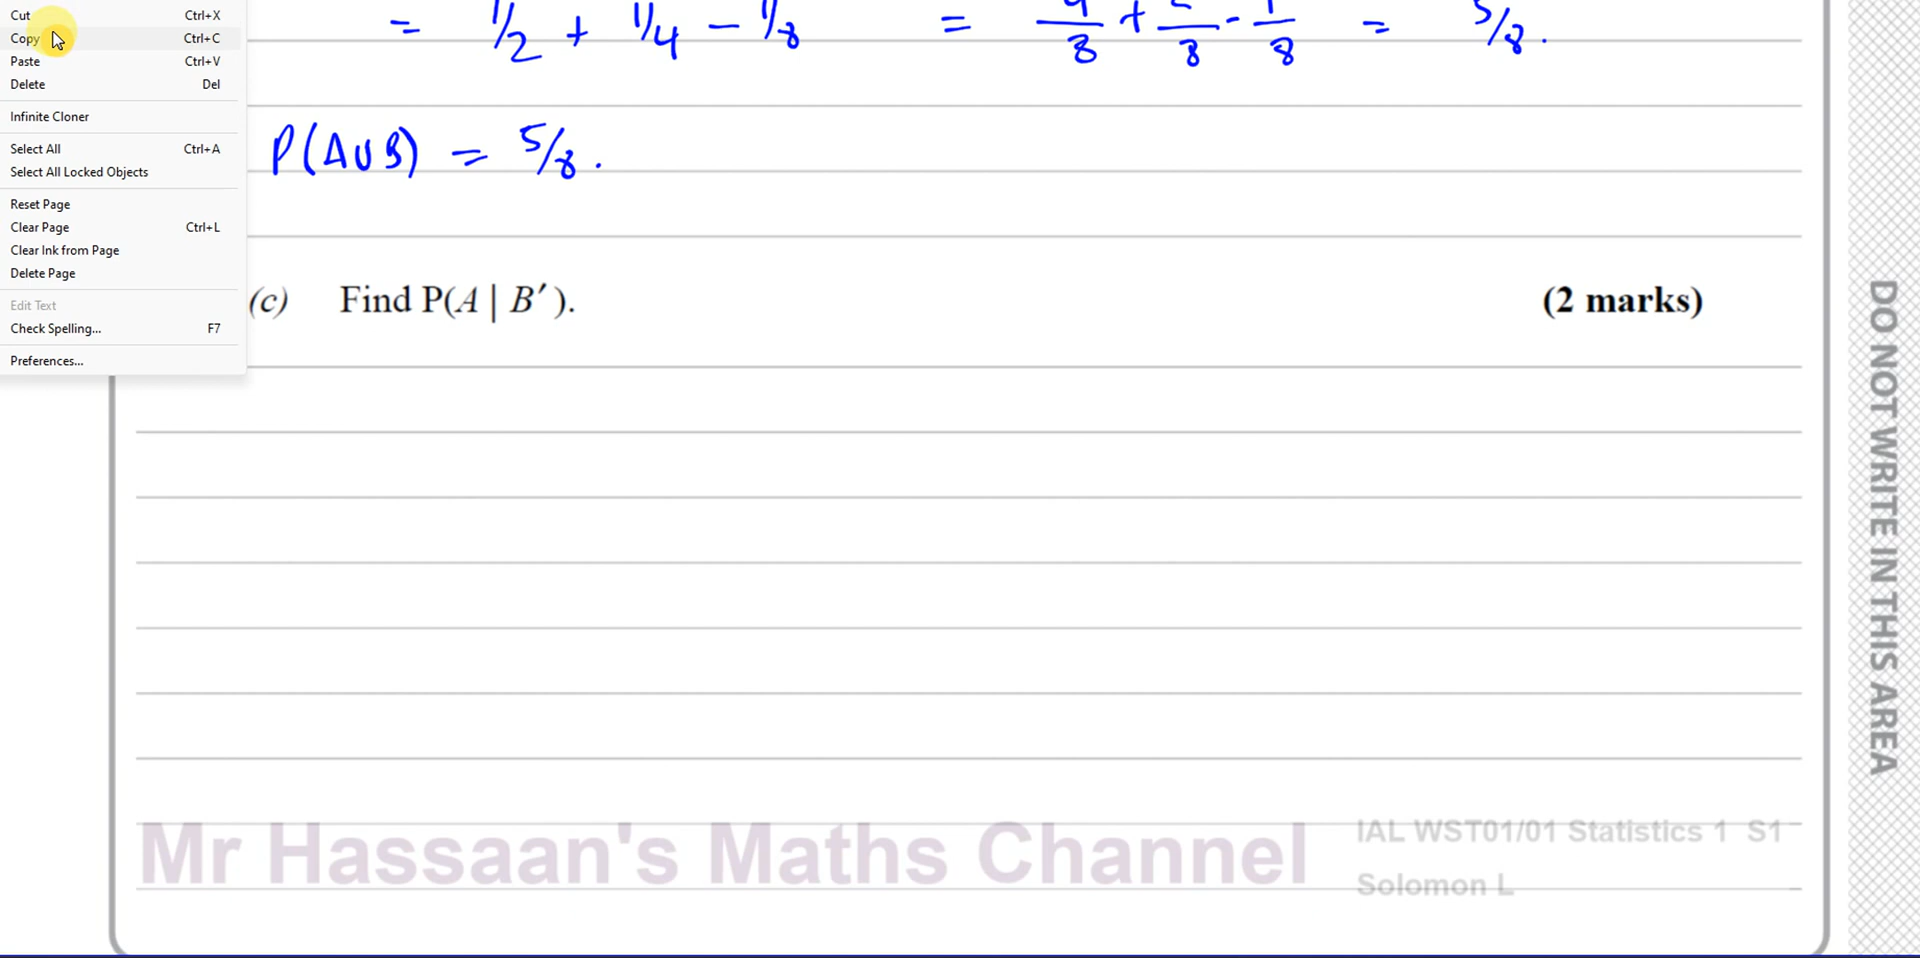 Cut Ctrl+X
Copy Ctrl+C
Paste Ctrl+V
Delete Del
Infinite Cloner
Select All Ctrl+A
Select All Locked Objects
Reset Page
Clear Page Ctrl+L
Clear Ink from Page
Delete Page
Edit Text
Check Spelling... F7
Preferences...
= 1/2 + 1/4 - 1/8 = 4/8 + 2/8 - 1/8 = 5/8.
P(A∪B) = 5/8.
(c) Find P(A | B′). (2 marks)
DO NOT WRITE IN THIS AREA
Mr Hassaan's Maths Channel
IAL WST01/01 Statistics 1 S1
Solomon L